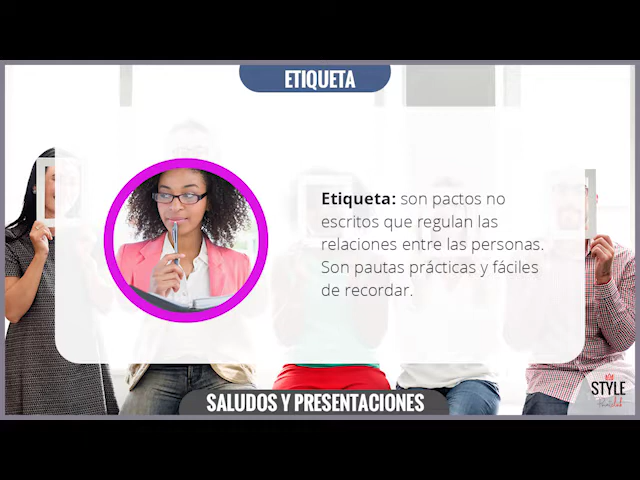 ETIQUETA
Etiqueta: son pactos no
escritos que regulan las
relaciones entre las personas.
Son pautas prácticas y fáciles
de recordar.
SALUDOS Y PRESENTACIONES
STYLE